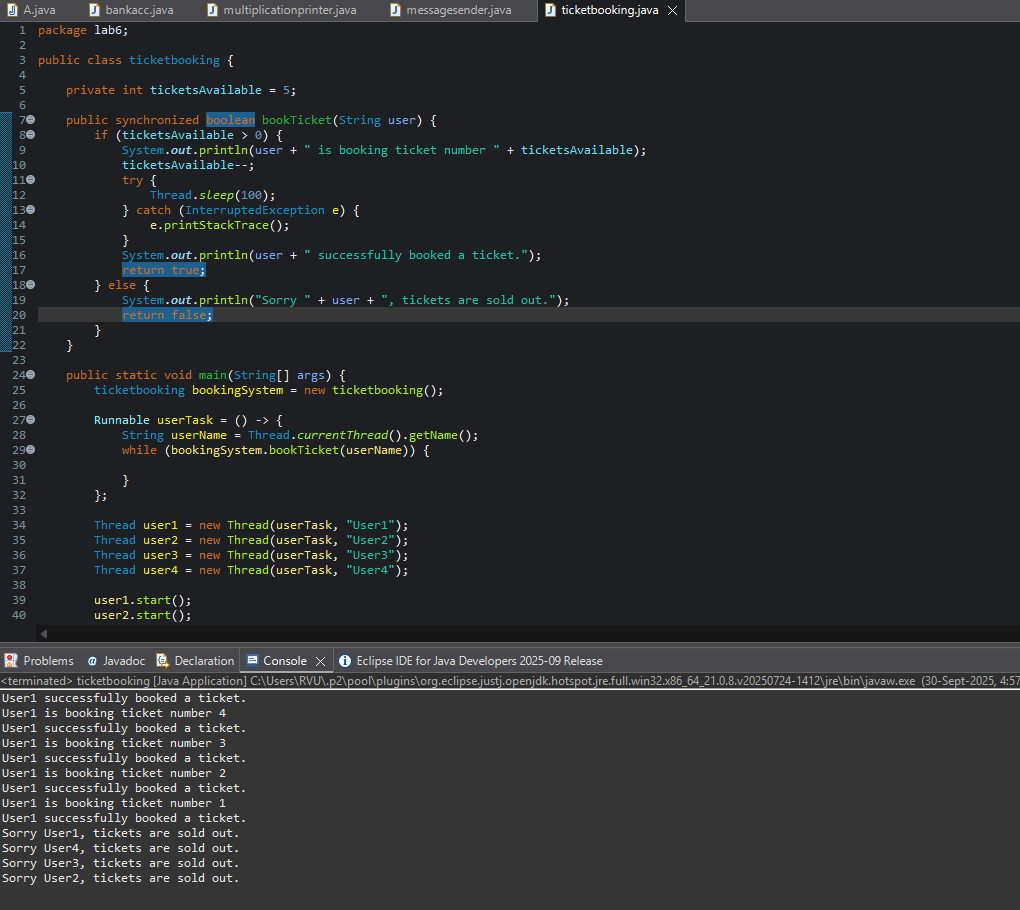 A.java bankacc.java multiplicationprinter.java messagesender.java ticketbooking.java
1 package lab6;
2
3 public class ticketbooking {
4
5     private int ticketsAvailable = 5;
6
7     public synchronized boolean bookTicket(String user) {
8         if (ticketsAvailable > 0) {
9             System.out.println(user + " is booking ticket number " + ticketsAvailable);
10             ticketsAvailable--;
11             try {
12                 Thread.sleep(100);
13             } catch (InterruptedException e) {
14                 e.printStackTrace();
15             }
16             System.out.println(user + " successfully booked a ticket.");
17             return true;
18         } else {
19             System.out.println("Sorry " + user + ", tickets are sold out.");
20             return false;
21         }
22     }
23
24     public static void main(String[] args) {
25         ticketbooking bookingSystem = new ticketbooking();
26
27         Runnable userTask = () -> {
28             String userName = Thread.currentThread().getName();
29             while (bookingSystem.bookTicket(userName)) {
30
31             }
32         };
33
34         Thread user1 = new Thread(userTask, "User1");
35         Thread user2 = new Thread(userTask, "User2");
36         Thread user3 = new Thread(userTask, "User3");
37         Thread user4 = new Thread(userTask, "User4");
38
39         user1.start();
40         user2.start();
Problems Javadoc Declaration Console Eclipse IDE for Java Developers 2025-09 Release
<terminated> ticketbooking [Java Application] C:\Users\RVU\.p2\pool\plugins\org.eclipse.justj.openjdk.hotspot.jre.full.win32.x86_64_21.0.8.v20250724-1412\jre\bin\javaw.exe (30-Sept-2025, 4:57
User1 successfully booked a ticket.
User1 is booking ticket number 4
User1 successfully booked a ticket.
User1 is booking ticket number 3
User1 successfully booked a ticket.
User1 is booking ticket number 2
User1 successfully booked a ticket.
User1 is booking ticket number 1
User1 successfully booked a ticket.
Sorry User1, tickets are sold out.
Sorry User4, tickets are sold out.
Sorry User3, tickets are sold out.
Sorry User2, tickets are sold out.